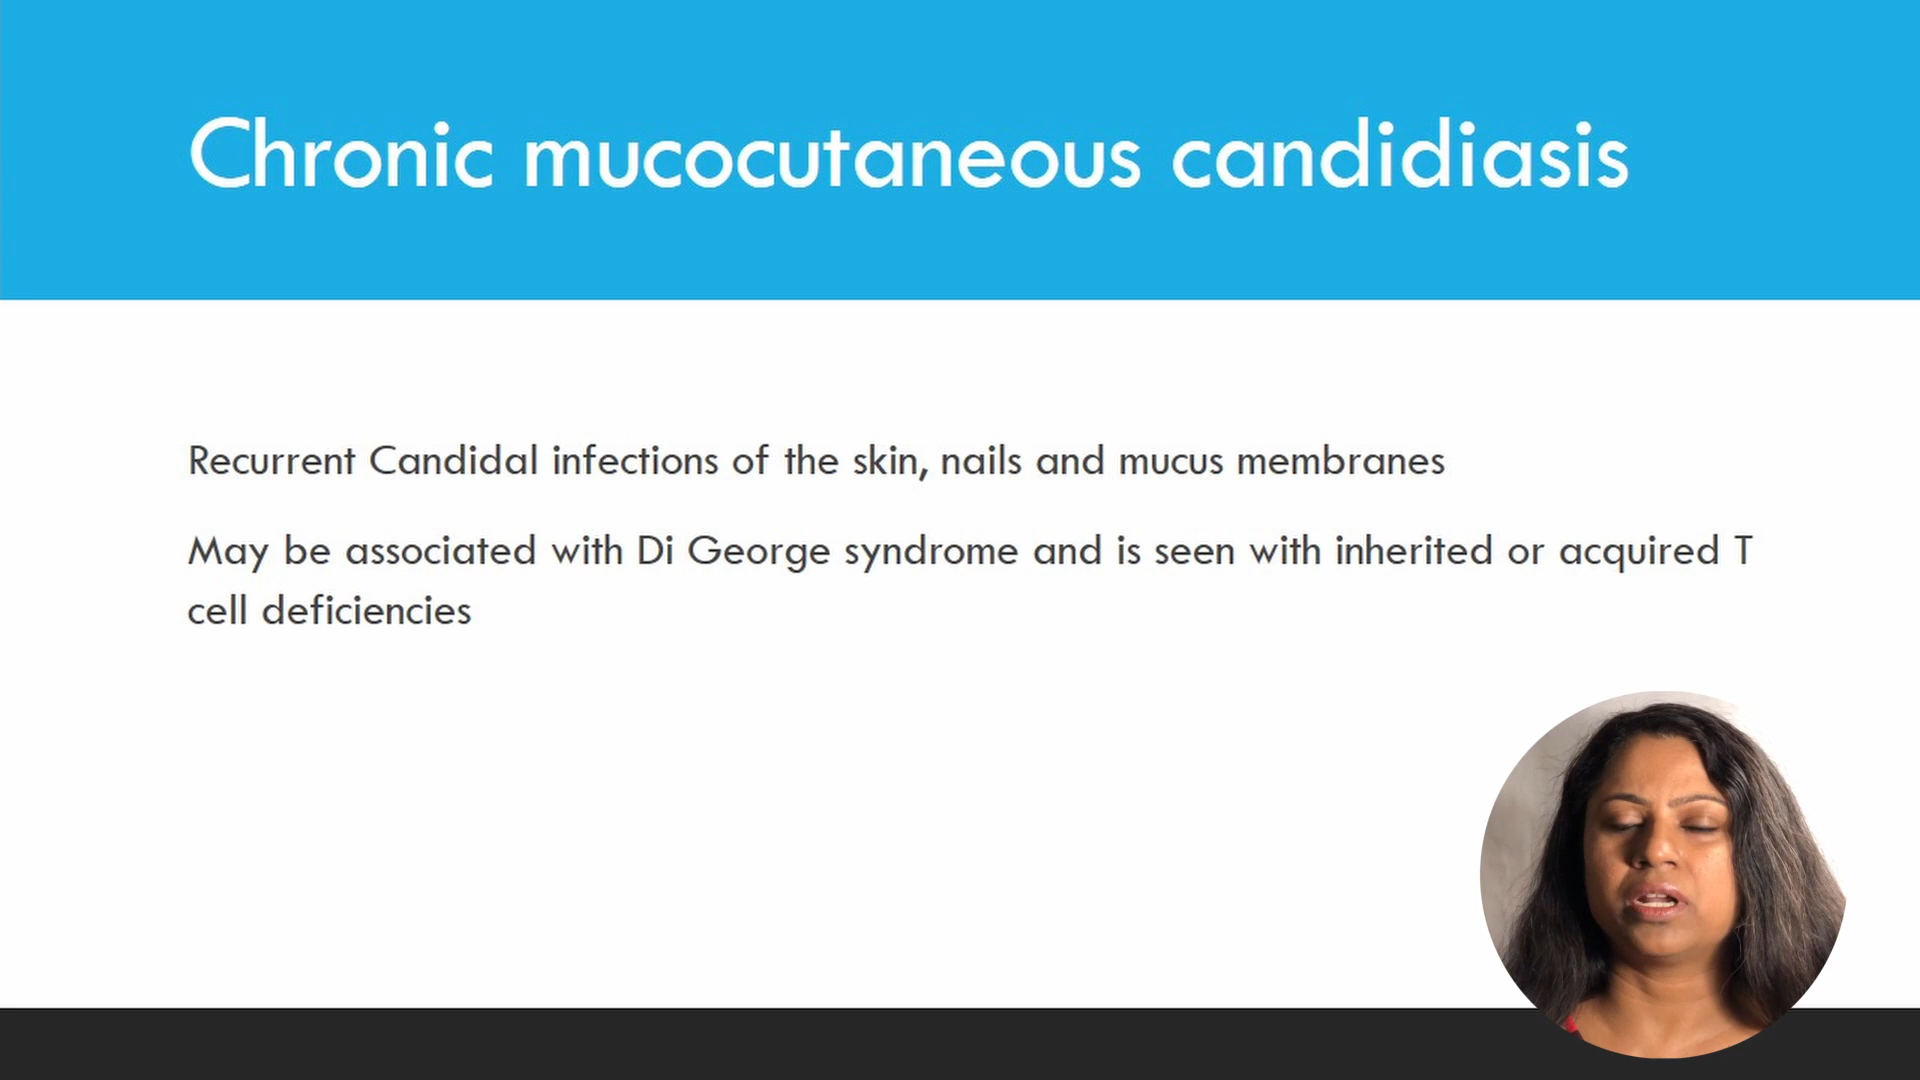 Chronic mucocutaneous candidiasis
Recurrent Candidal infections of the skin, nails and mucus membranes
May be associated with Di George syndrome and is seen with inherited or acquired T
cell deficiencies